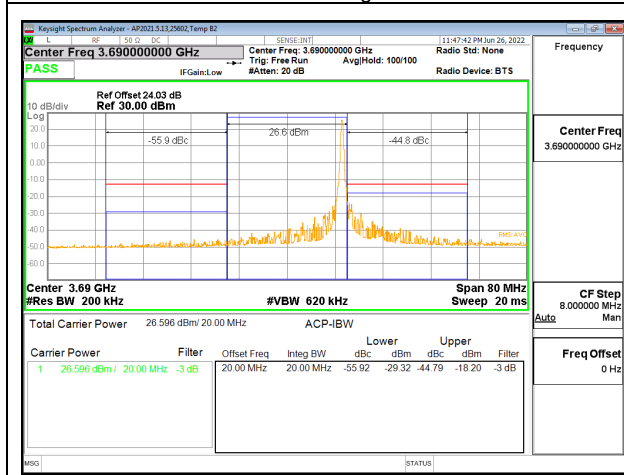 Keysight Spectrum Analyzer - AP2021.5.13,25602,Temp B2
L RF 50 Ω DC SENSE:INT 11:47:42 PM Jun 26, 2022
Center Freq 3.690000000 GHz
Center Freq: 3.690000000 GHz
Radio Std: None
Trig: Free Run Avg|Hold: 100/100
PASS
IFGain:Low
#Atten: 20 dB
Radio Device: BTS
Frequency
Ref Offset 24.03 dB
10 dB/div Ref 30.00 dBm
Log
20.0
10.0
0.00
-10.0
-20.0
-30.0
-40.0
-50.0
-60.0
-55.9 dBc
26.6 dBm
-44.8 dBc
RMS AVG
Center Freq
3.690000000 GHz
Center 3.69 GHz
Span 80 MHz
#Res BW 200 kHz
#VBW 620 kHz
Sweep 20 ms
CF Step
8.000000 MHz
Auto Man
Total Carrier Power 26.596 dBm/ 20.00 MHz ACP-IBW
Lower Upper
Carrier Power Filter Offset Freq Integ BW dBc dBm dBc dBm Filter
1 26.596 dBm / 20.00 MHz -3 dB 20.00 MHz 20.00 MHz -55.92 -29.32 -44.79 -18.20 -3 dB
Freq Offset
0 Hz
MSG
STATUS